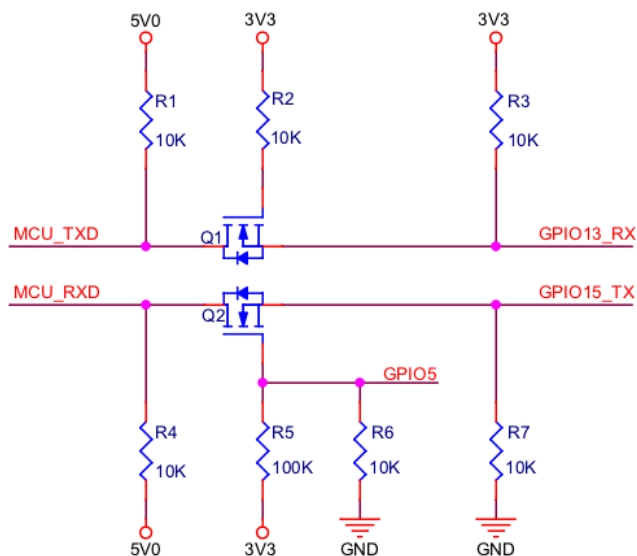 5V0
3V3
3V3
R1
10K
R2
10K
R3
10K
MCU_TXD
Q1
GPIO13_RX
MCU_RXD
Q2
GPIO15_TX
GPIO5
R4
10K
R5
100K
R6
10K
R7
10K
5V0
3V3
GND
GND